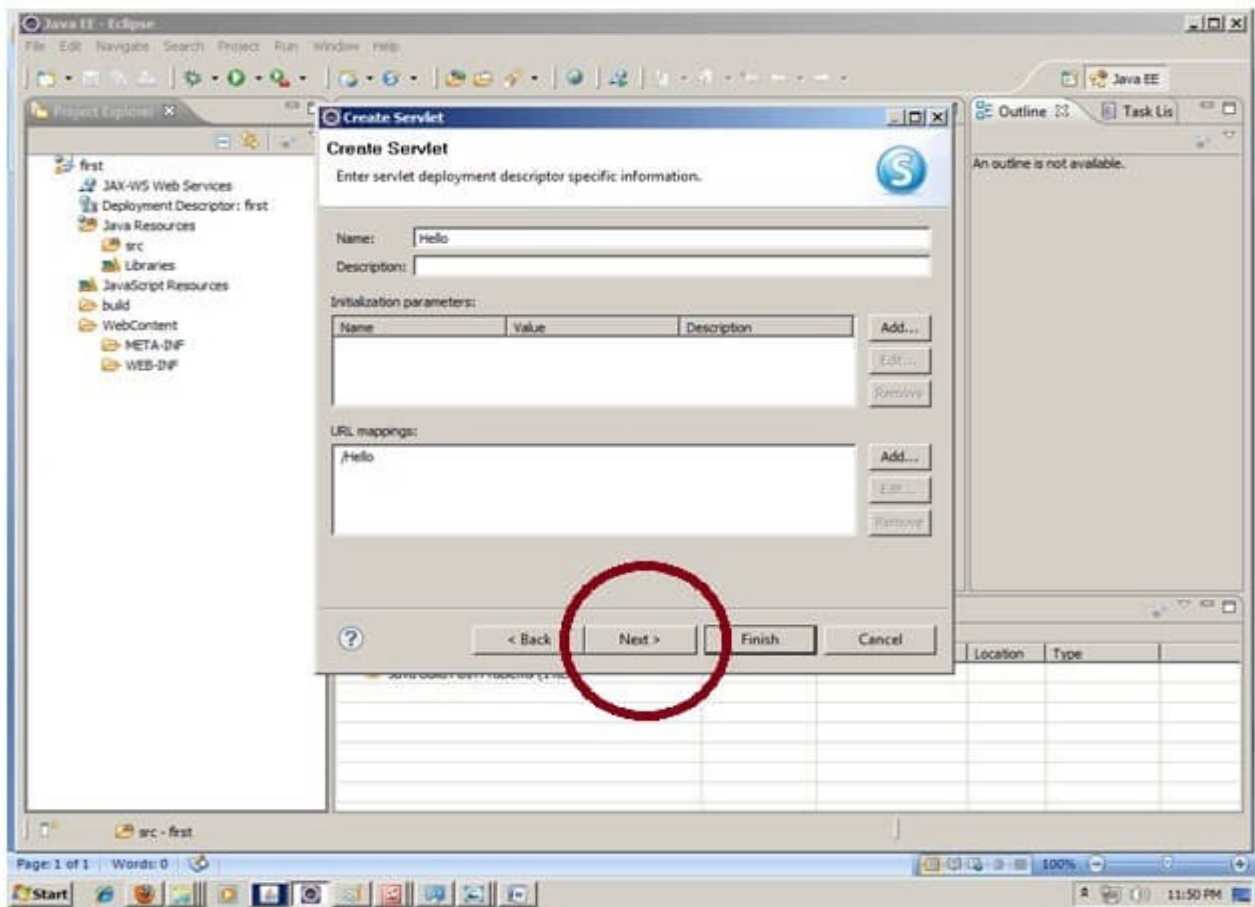 Java EE - Eclipse
File Edit Navigate Search Project Run Window Help
Java EE
Project Explorer
Outline
Task Lis
An outline is not available.
first
JAX-WS Web Services
Deployment Descriptor: first
Java Resources
src
Libraries
JavaScript Resources
build
WebContent
META-INF
WEB-INF
Create Servlet
Create Servlet
Enter servlet deployment descriptor specific information.
S
Name: Hello
Description:
Initialization parameters:
Name Value Description
Add...
Edit...
Remove
URL mappings:
/Hello
Add...
Edit...
Remove
? < Back Next > Finish Cancel
Location Type
src - first
Page: 1 of 1 Words: 0 100%
Start 11:50 PM